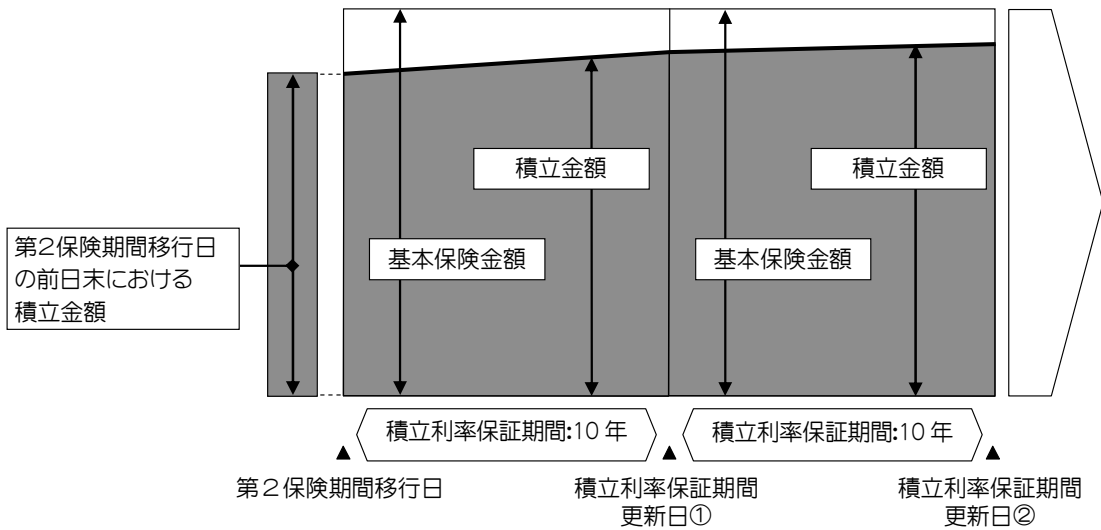 積立金額
積立金額
第2保険期間移行日
の前日末における
積立金額
基本保険金額
基本保険金額
積立利率保証期間:10年
積立利率保証期間:10年
▲
▲
▲
第2保険期間移行日
積立利率保証期間
更新日①
積立利率保証期間
更新日②